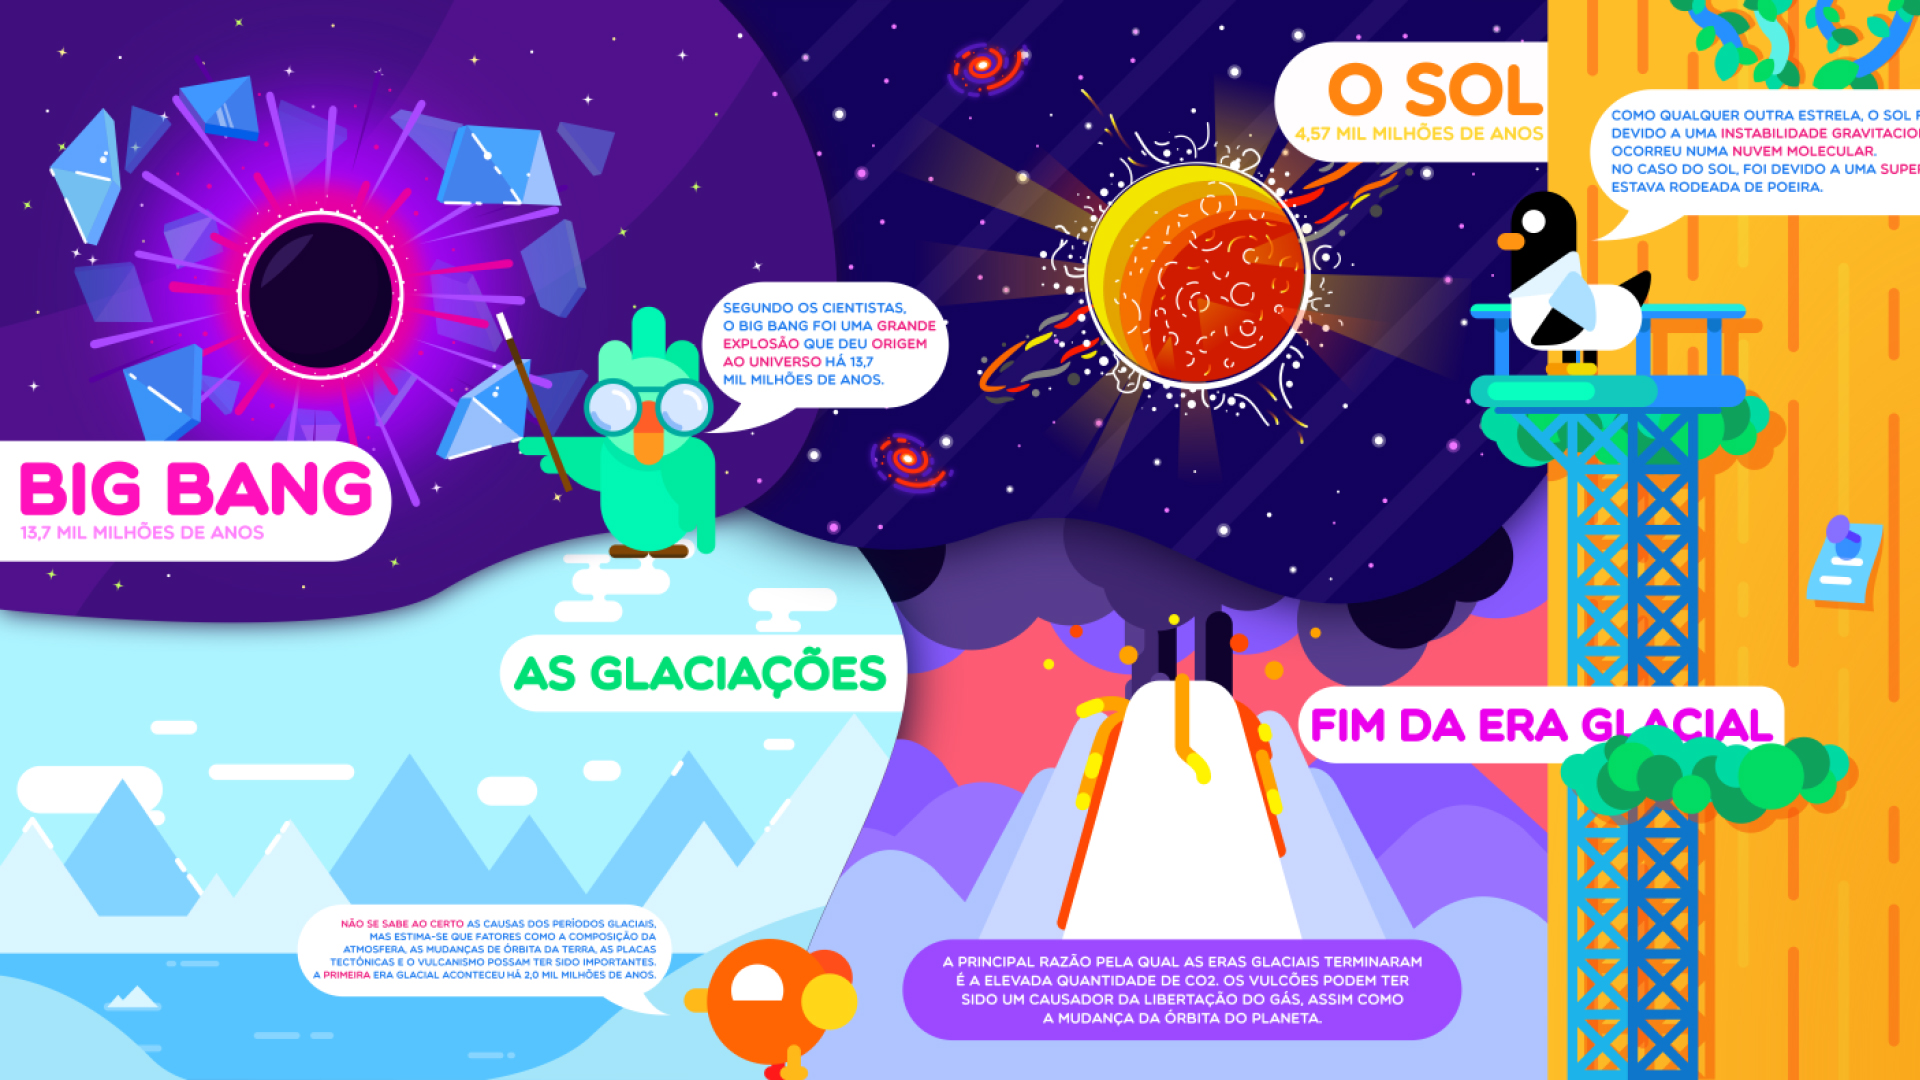 BIG BANG
13,7 MIL MILHÕES DE ANOS
SEGUNDO OS CIENTISTAS,
O BIG BANG FOI UMA GRANDE
EXPLOSÃO QUE DEU ORIGEM
AO UNIVERSO HÁ 13,7
MIL MILHÕES DE ANOS.
O SOL
4,57 MIL MILHÕES DE ANOS
COMO QUALQUER OUTRA ESTRELA, O SOL
DEVIDO A UMA INSTABILIDADE
OCORREU NUMA NUVEM MOLECULAR.
NO CASO DO SOL, FOI DEVIDO A UMA
ESTAVA RODEADA DE POEIRA.
AS GLACIAÇÕES
NÃO SE SABE AO CERTO AS CAUSAS DOS PERÍODOS GLACIAIS,
MAS ESTIMA-SE QUE FATORES COMO A COMPOSIÇÃO DA
ATMOSFERA, AS MUDANÇAS DE ÓRBITA DA TERRA, AS PLACAS
TECTÔNICAS E O VULCANISMO POSSAM TER SIDO IMPORTANTES.
A PRIMEIRA ERA GLACIAL ACONTECEU HÁ 2,0 MIL MILHÕES DE ANOS.
FIM DA ERA GLACIAL
A PRINCIPAL RAZÃO PELA QUAL AS ERAS GLACIAIS TERMINARAM
É A ELEVADA QUANTIDADE DE CO2. OS VULCÕES PODEM TER
SIDO UM CAUSADOR DA LIBERTAÇÃO DO GÁS, ASSIM COMO
A MUDANÇA DA ÓRBITA DO PLANETA.